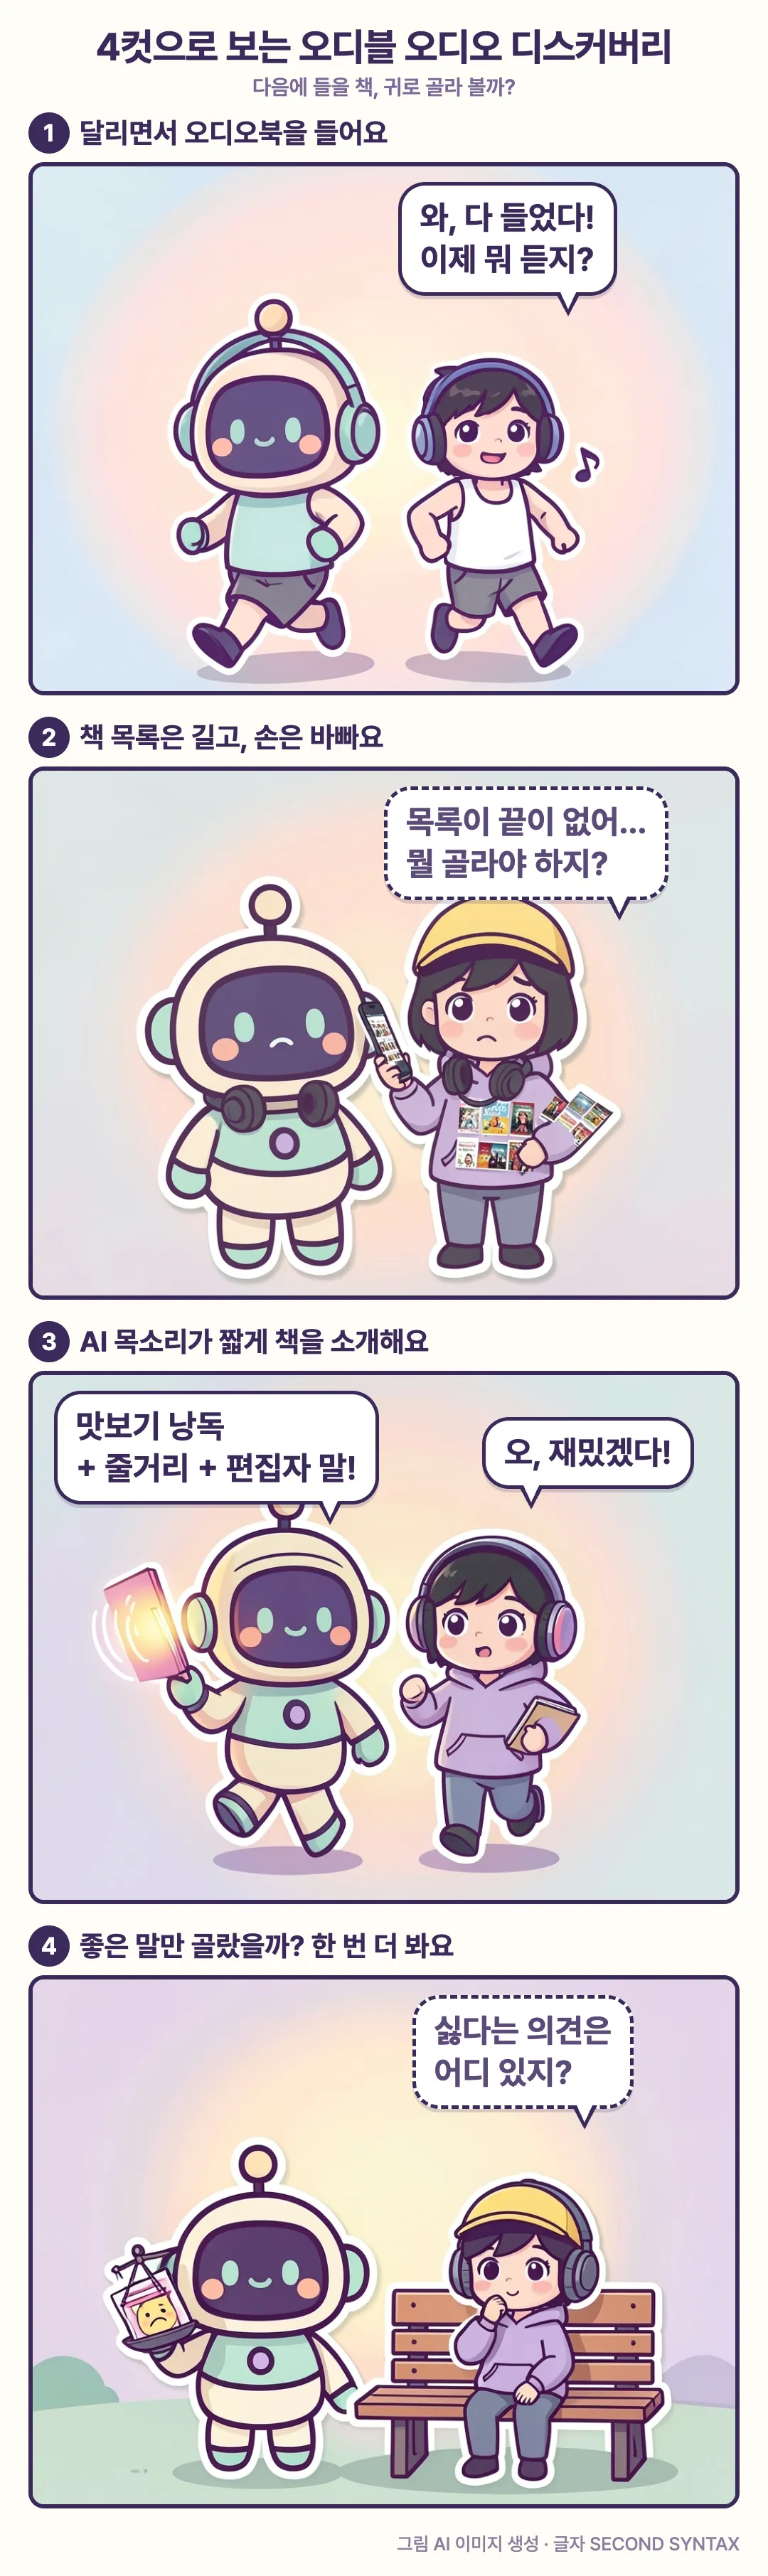 4컷으로 보는 오디블 오디오 디스커버리
다음에 들을 책, 귀로 골라 볼까?
1 달리면서 오디오북을 들어요
와, 다 들었다!
이제 뭐 듣지?
2 책 목록은 길고, 손은 바빠요
목록이 끝이 없어...
뭘 골라야 하지?
3 AI 목소리가 짧게 책을 소개해요
맛보기 낭독
+ 줄거리 + 편집자 말!
오, 재밌겠다!
4 좋은 말만 골랐을까? 한 번 더 봐요
싫다는 의견은
어디 있지?
그림 AI 이미지 생성 · 글자 SECOND SYNTAX